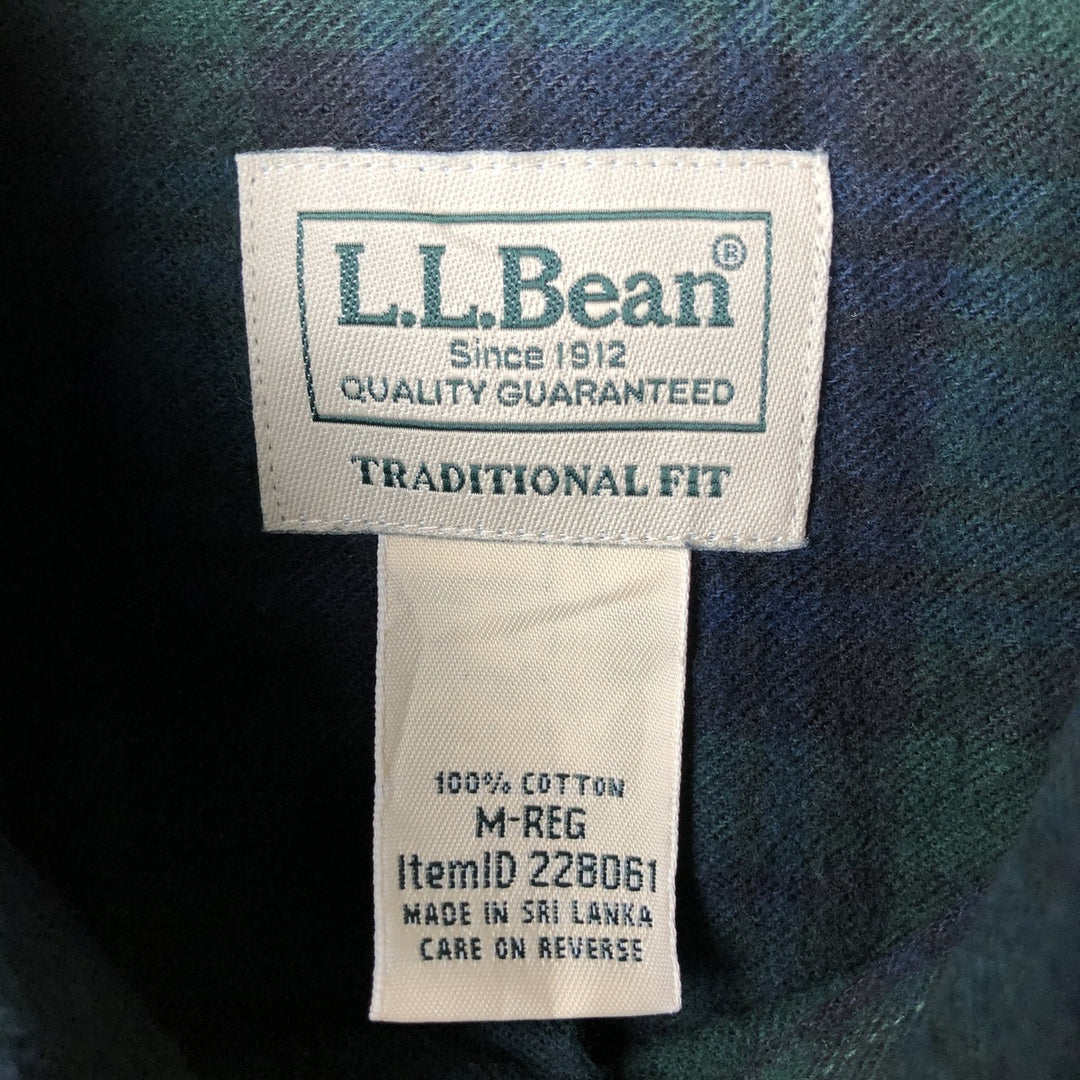 L.L.Bean®
Since 1912
QUALITY GUARANTEED
TRADITIONAL FIT
100% COTTON
M-REG
ItemID 228061
MADE IN SRI LANKA
CARE ON REVERSE